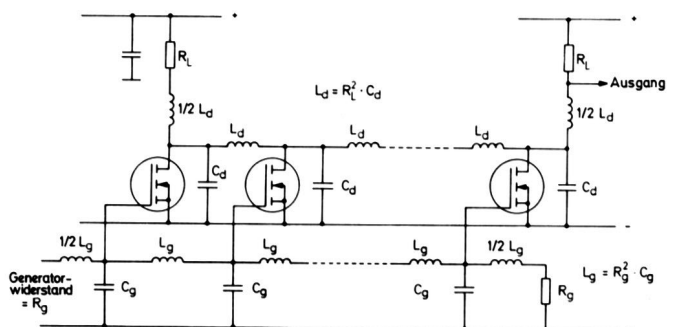 +
+
R_L
R_L
Ausgang
L_d = R_L^2 · C_d
1/2 L_d
1/2 L_d
L_d
L_d
L_d
C_d
C_d
C_d
-
1/2 L_g
L_g
L_g
L_g
1/2 L_g
Generator-
widerstand
= R_g
C_g
C_g
C_g
R_g
L_g = R_g^2 · C_g